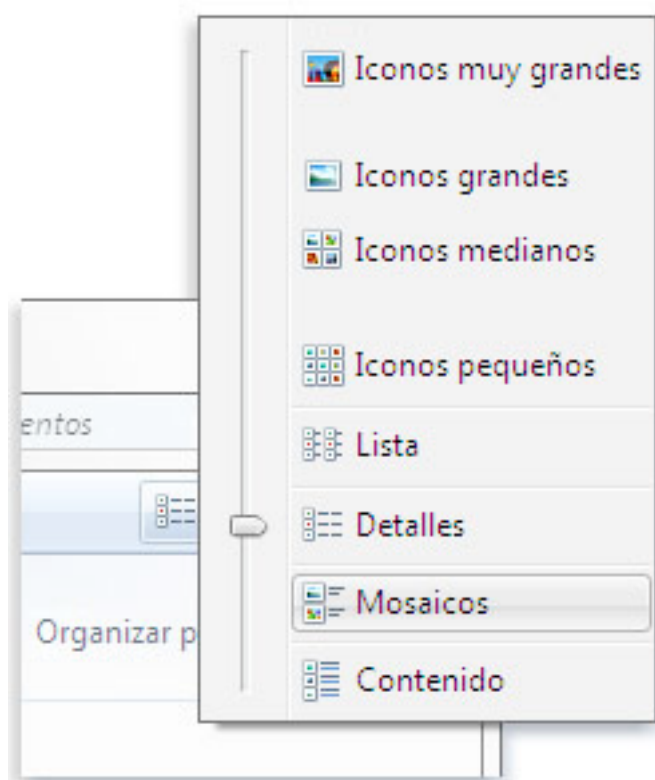 Iconos muy grandes
Iconos grandes
Iconos medianos
Iconos pequeños
entos
Lista
Detalles
Mosaicos
Organizar p
Contenido